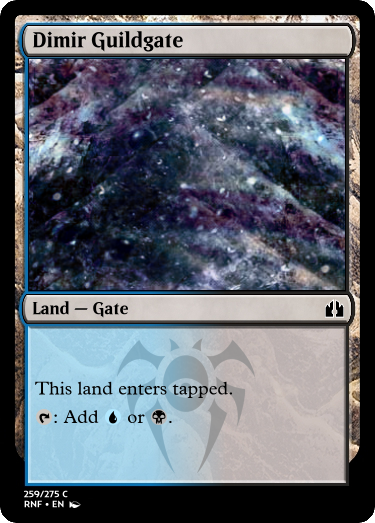 Dimir Guildgate
Land — Gate
This land enters tapped.
: Add or .
259/275 C
RNF • EN